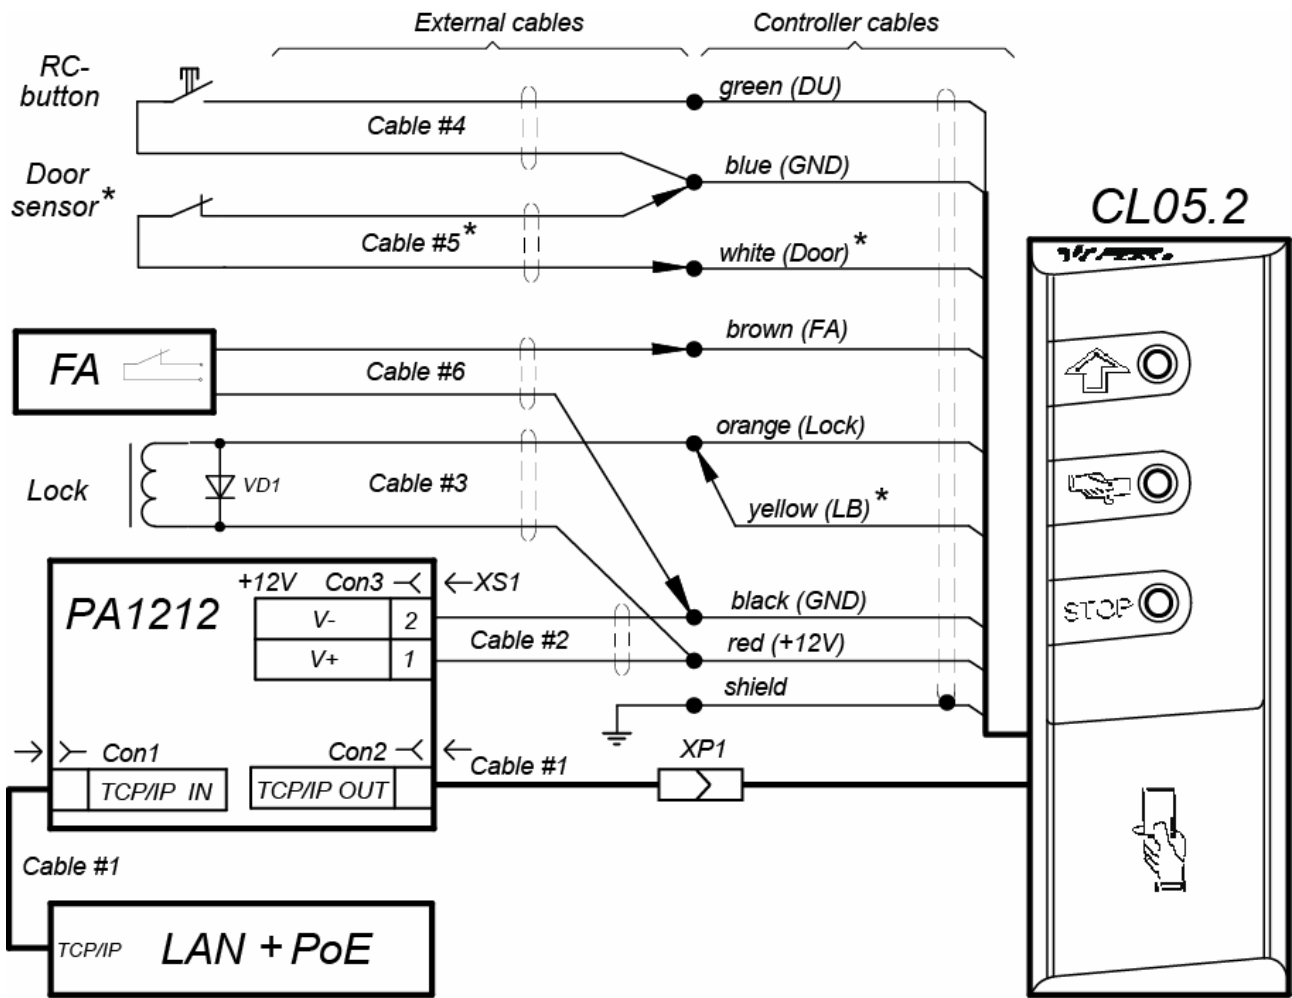 External cables
Controller cables
RC-
button
green (DU)
Cable #4
blue (GND)
Door
sensor*
CL05.2
Cable #5*
white (Door)*
brown (FA)
FA
Cable #6
orange (Lock)
Lock
VD1
Cable #3
yellow (LB)*
+12V Con3
XS1
PA1212
V- 2
black (GND)
STOP
Cable #2
V+ 1
red (+12V)
shield
Con1
Con2
XP1
Cable #1
TCP/IP IN
TCP/IP OUT
Cable #1
TCP/IP
LAN + PoE